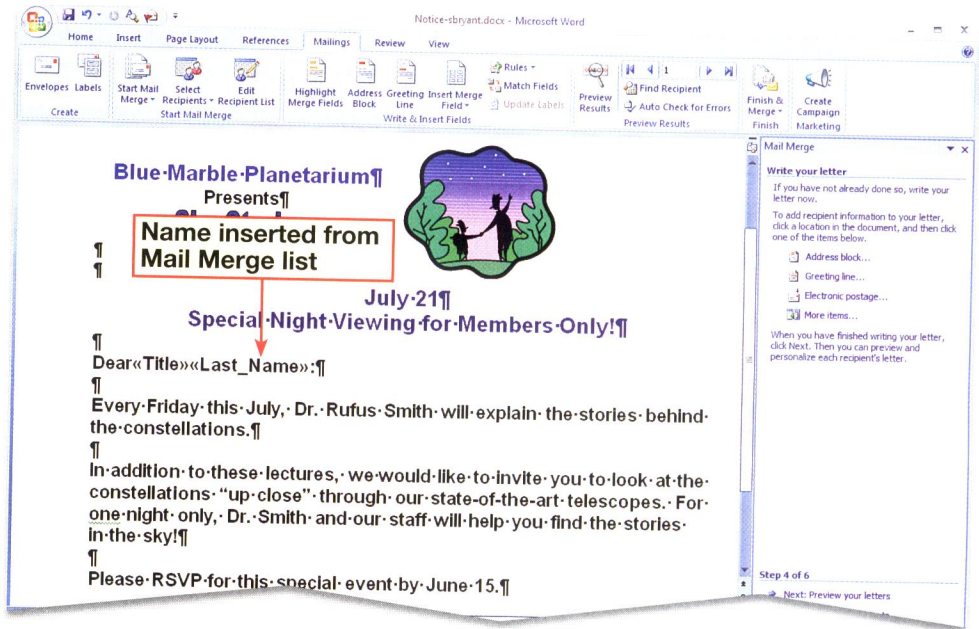 Notice-sbryant.docx - Microsoft Word
Home Insert Page Layout References Mailings Review View
Envelopes Labels
Create
Start Mail Merge Select Recipients Edit Recipient List
Start Mail Merge
Highlight Merge Fields Address Block Greeting Line Insert Merge Field
Rules
Match Fields
Update Labels
Write & Insert Fields
Preview Results
1
Find Recipient
Auto Check for Errors
Preview Results
Finish & Merge
Finish
Create Campaign
Marketing
Blue·Marble·Planetarium¶
Presents¶
Name inserted from
Mail Merge list
¶
¶
July·21¶
Special·Night·Viewing·for·Members·Only!¶
¶
Dear«Title»«Last_Name»:¶
¶
Every·Friday·this·July,·Dr.·Rufus·Smith·will·explain·the·stories·behind·
the·constellations.¶
¶
In·addition·to·these·lectures,·we·would·like·to·invite·you·to·look·at·the·
constellations·“up·close”·through·our·state-of-the-art·telescopes.·For·
one·night·only,·Dr.·Smith·and·our·staff·will·help·you·find·the·stories·
in·the·sky!¶
¶
Please·RSVP·for·this·special·event·by·June·15.¶
Mail Merge
Write your letter
If you have not already done so, write your
letter now.
To add recipient information to your letter,
click a location in the document, and then click
one of the items below.
Address block...
Greeting line...
Electronic postage...
More items...
When you have finished writing your letter,
click Next. Then you can preview and
personalize each recipient's letter.
Step 4 of 6
Next: Preview your letters